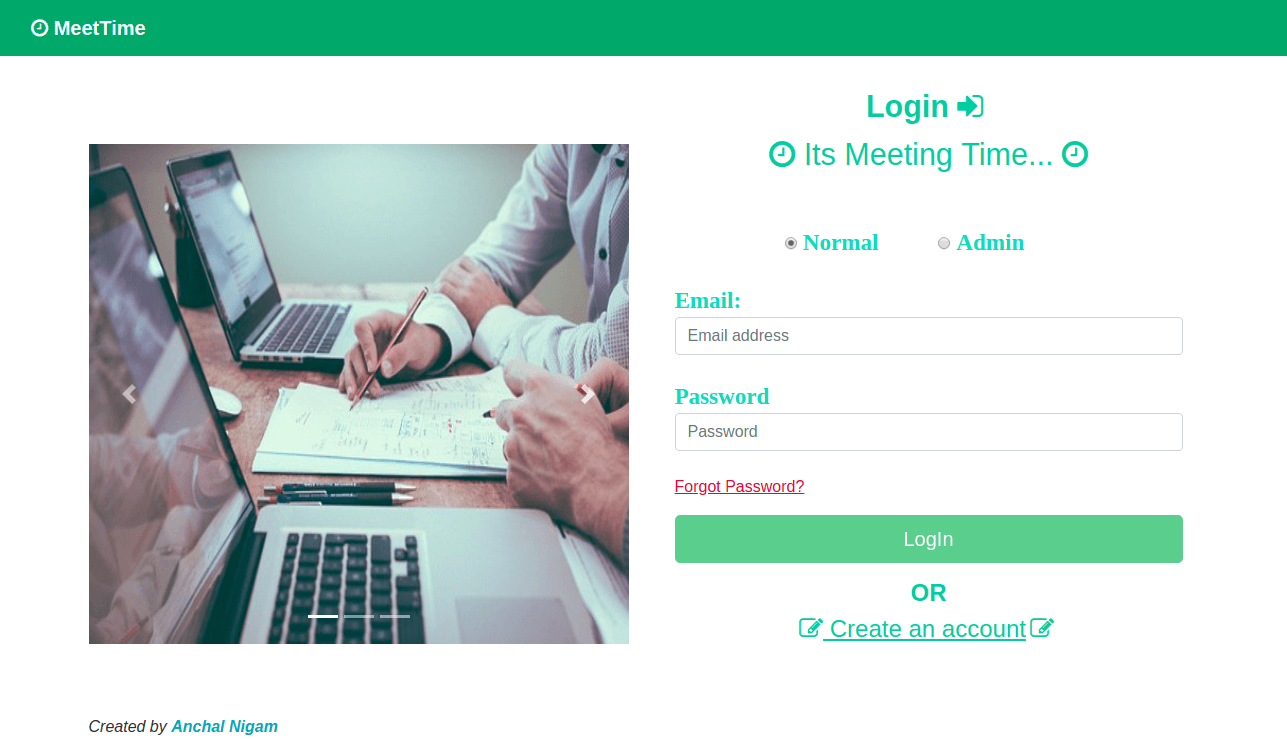 MeetTime
Login
Its Meeting Time...
Normal Admin
Email:
Email address
Password
Password
Forgot Password?
LogIn
OR
Create an account
Created by Anchal Nigam